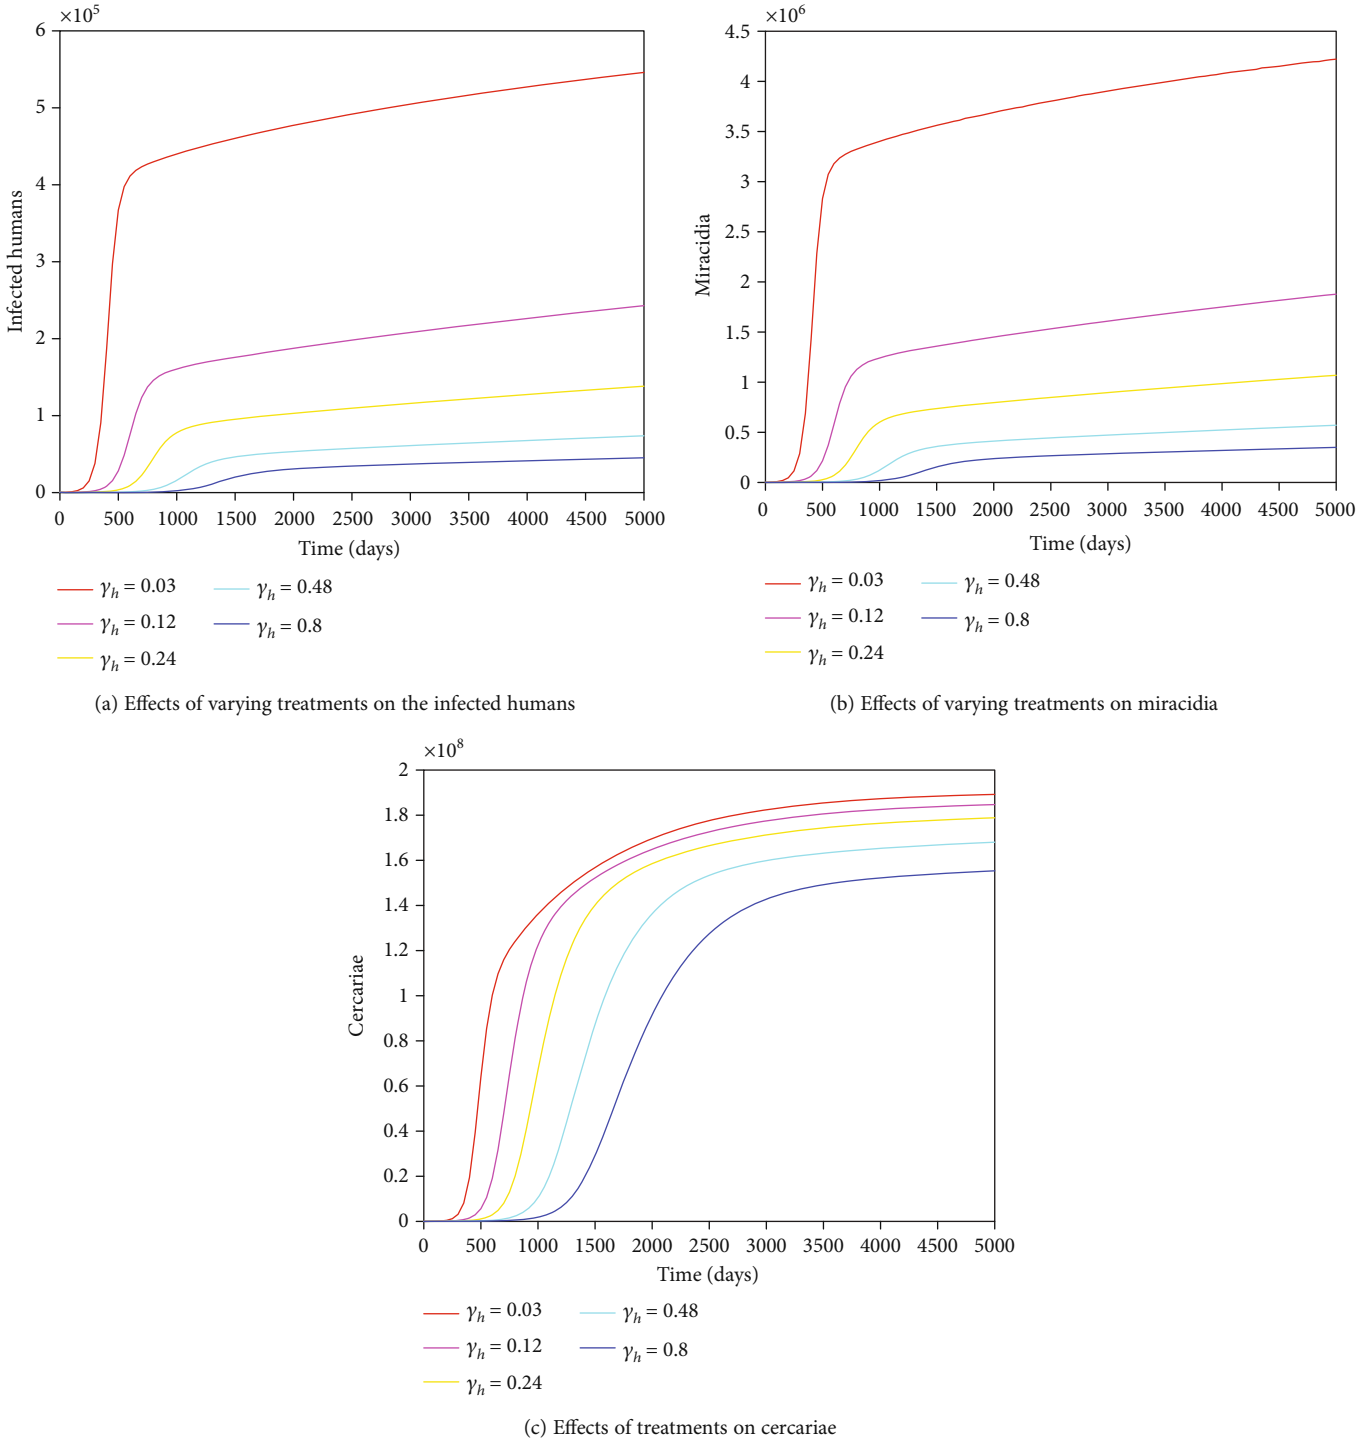 ×10⁵
6
5
4
3
2
1
0
Infected humans
0 500 1000 1500 2000 2500 3000 3500 4000 4500 5000
Time (days)
γₕ = 0.03 γₕ = 0.48
γₕ = 0.12 γₕ = 0.8
γₕ = 0.24
(a) Effects of varying treatments on the infected humans
×10⁶
4.5
4
3.5
3
2.5
2
1.5
1
0.5
0
Miracidia
0 500 1000 1500 2000 2500 3000 3500 4000 4500 5000
Time (days)
γₕ = 0.03 γₕ = 0.48
γₕ = 0.12 γₕ = 0.8
γₕ = 0.24
(b) Effects of varying treatments on miracidia
×10⁸
2
1.8
1.6
1.4
1.2
1
0.8
0.6
0.4
0.2
0
Cercariae
0 500 1000 1500 2000 2500 3000 3500 4000 4500 5000
Time (days)
γₕ = 0.03 γₕ = 0.48
γₕ = 0.12 γₕ = 0.8
γₕ = 0.24
(c) Effects of treatments on cercariae